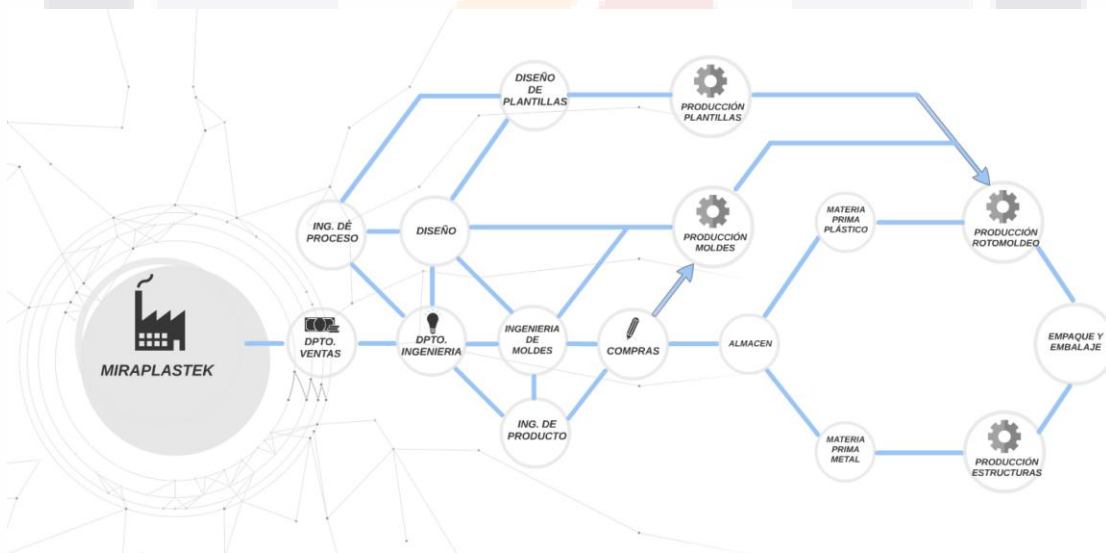 DISEÑO
DE
PLANTILLAS
PRODUCCIÓN
PLANTILLAS
ING. DE
PROCESO
DISEÑO
PRODUCCIÓN
MOLDES
MATERIA
PRIMA
PLÁSTICO
PRODUCCIÓN
ROTOMOLDEO
MIRAPLASTEK
DPTO.
VENTAS
DPTO.
INGENIERIA
INGENIERIA
DE
MOLDES
COMPRAS
ALMACEN
EMPAQUE Y
EMBALAJE
ING. DE
PRODUCTO
MATERIA
PRIMA
METAL
PRODUCCIÓN
ESTRUCTURAS